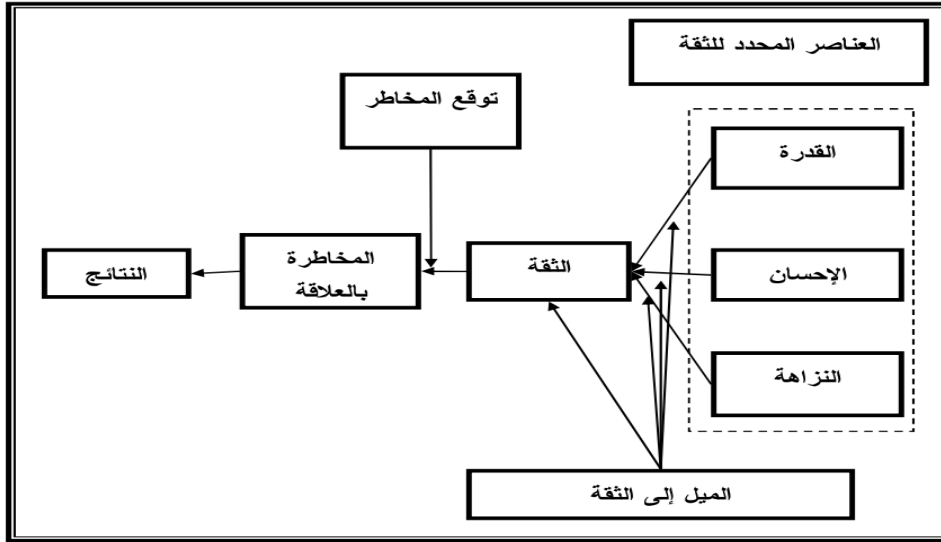 العناصر المحدد للثقة
توقع المخاطر
القدرة
المخاطرة
بالعلاقة
الثقة
الإحسان
النتائج
النزاهة
الميل إلى الثقة